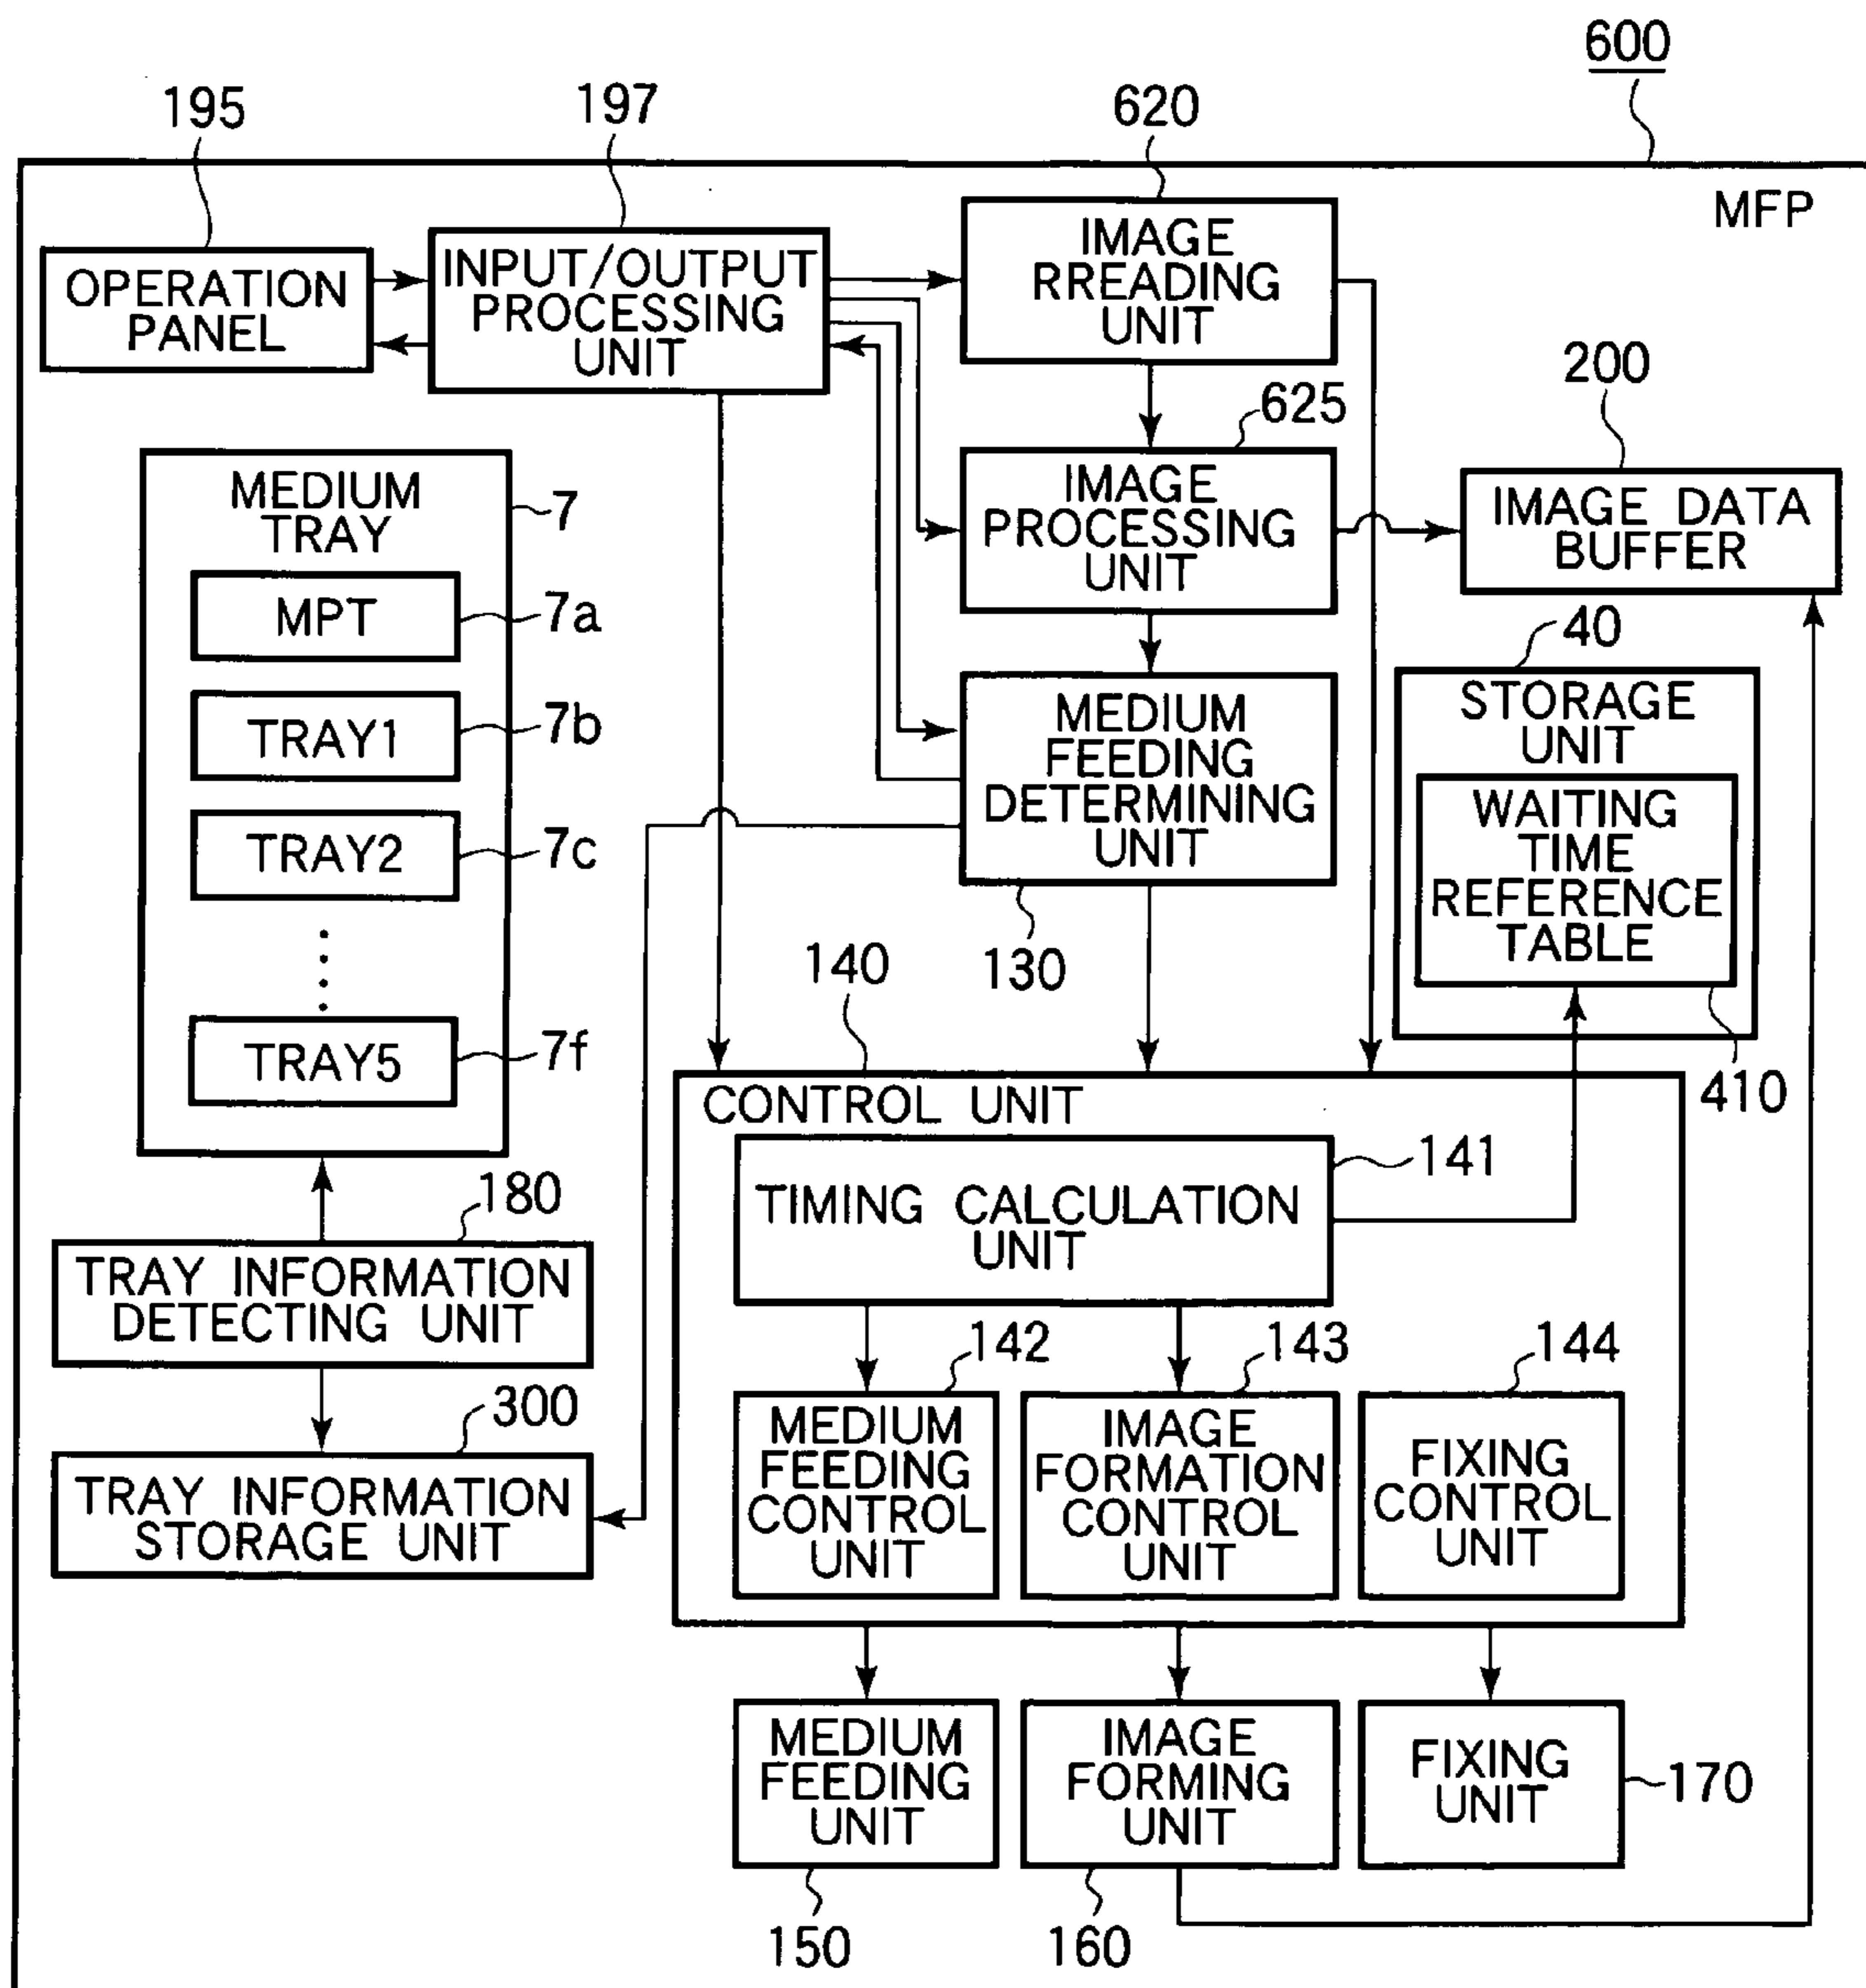 600
195
197
620
MFP
OPERATION
PANEL
INPUT/OUTPUT
PROCESSING
UNIT
IMAGE
RREADING
UNIT
200
625
MEDIUM
TRAY
7
IMAGE
PROCESSING
UNIT
IMAGE DATA
BUFFER
MPT
7a
40
TRAY1
7b
MEDIUM
FEEDING
DETERMINING
UNIT
STORAGE
UNIT
TRAY2
7c
WAITING
TIME
REFERENCE
TABLE
130
140
TRAY5
7f
410
CONTROL UNIT
141
TIMING CALCULATION
UNIT
180
TRAY INFORMATION
DETECTING UNIT
142
143
144
300
MEDIUM
FEEDING
CONTROL
UNIT
IMAGE
FORMATION
CONTROL
UNIT
FIXING
CONTROL
UNIT
TRAY INFORMATION
STORAGE UNIT
MEDIUM
FEEDING
UNIT
IMAGE
FORMING
UNIT
FIXING
UNIT
170
150
160